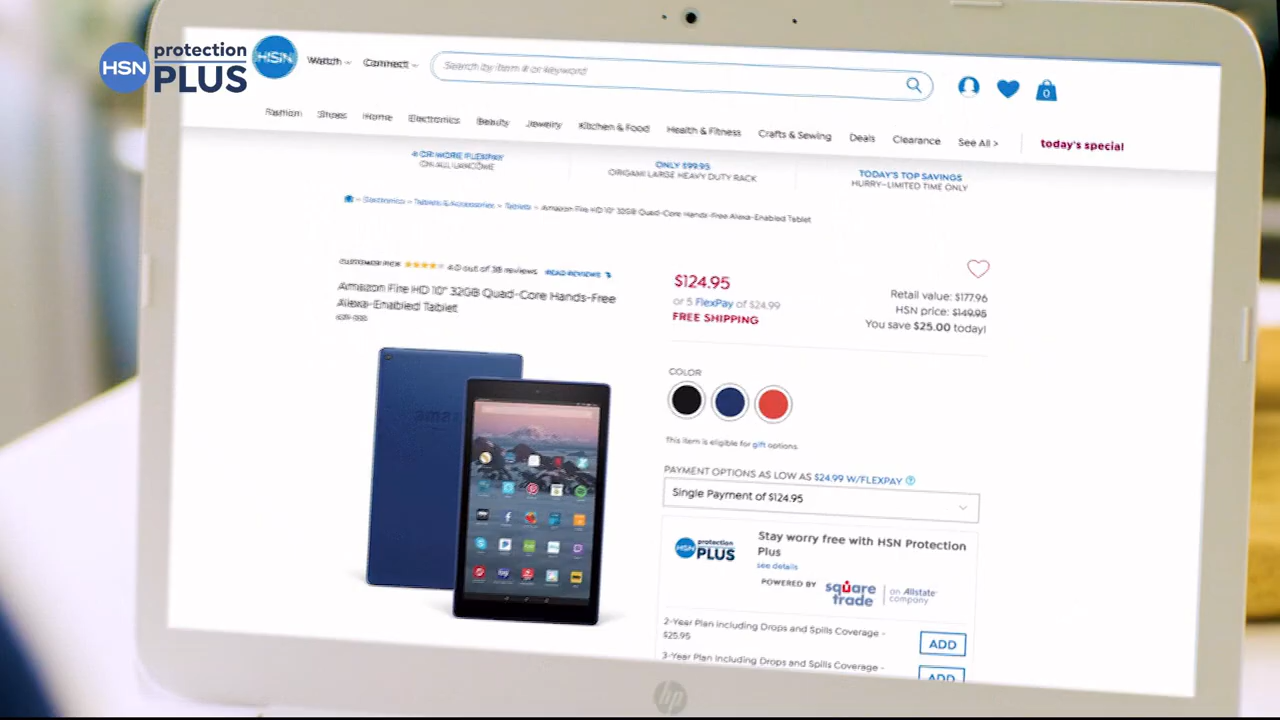 HSN protection PLUS
HSN Watch Connect Search by item # or keyword 0
Fashion Shoes Home Electronics Beauty Jewelry Kitchen & Food Health & Fitness Crafts & Sewing Deals Clearance See All > today's special
4 OR MORE FLEXPAY ONLY $99.95 TODAY'S TOP SAVINGS
ON ALL LANCOME ORIGAMI LARGE HEAVY DUTY RACK HURRY-LIMITED TIME ONLY
Electronics > Tablets & Accessories > Tablets > Amazon Fire HD 10" 32GB Quad-Core Hands-Free Alexa-Enabled Tablet
CUSTOMER PICK 4.0 out of 38 reviews READ REVIEWS
Amazon Fire HD 10" 32GB Quad-Core Hands-Free
Alexa-Enabled Tablet
$124.95
or 5 FlexPay of $24.99
FREE SHIPPING
Retail value: $177.96
HSN price: $149.95
You save $25.00 today!
COLOR
This item is eligible for gift options.
PAYMENT OPTIONS AS LOW AS $24.99 W/FLEXPAY ?
Single Payment of $124.95
HSN protection PLUS
Stay worry free with HSN Protection
Plus
see details
POWERED BY square trade an Allstate company
2-Year Plan including Drops and Spills Coverage -
$25.95
ADD
3-Year Plan including Drops and Spills Coverage -
ADD
hp